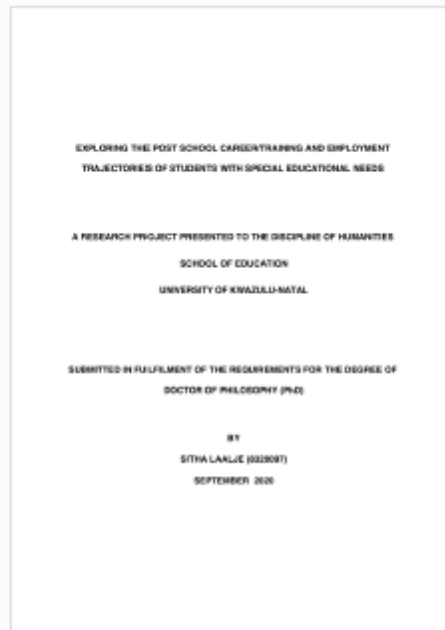 EXPLORING THE POST SCHOOL CAREER/TRAINING AND EMPLOYMENT
TRAJECTORIES OF STUDENTS WITH SPECIAL EDUCATIONAL NEEDS
A RESEARCH PROJECT PRESENTED TO THE DISCIPLINE OF HUMANITIES
SCHOOL OF EDUCATION
UNIVERSITY OF KWAZULU-NATAL
SUBMITTED IN FULFILMENT OF THE REQUIREMENTS FOR THE DEGREE OF
DOCTOR OF PHILOSOPHY (PhD)
BY
SITHA LAALJE
SEPTEMBER 2020